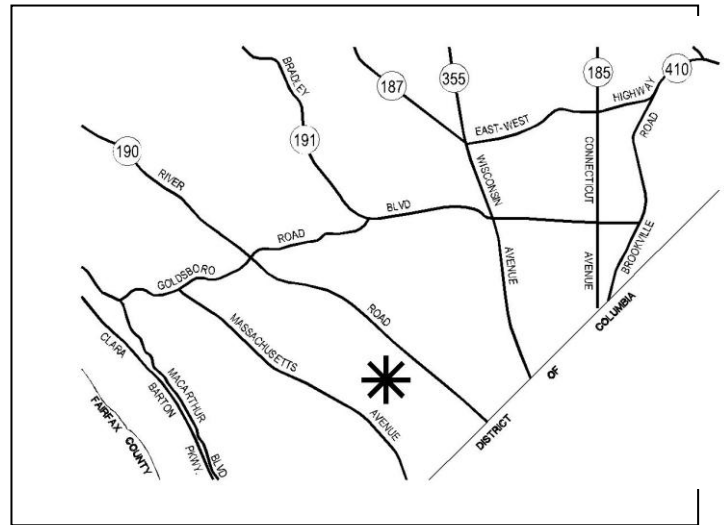 187
355
185
410
BRADLEY
191
190
EAST-WEST
HIGHWAY
ROAD
WISCONSIN
CONNECTICUT
RIVER
BLVD
ROAD
GOLDSBORO
AVENUE
AVENUE
BROOKVILLE
MASSACHUSETTS
ROAD
AVENUE
CLARA
BARTON
PKWY.
MACARTHUR
BLVD
FAIRFAX COUNTY
DISTRICT OF COLUMBIA